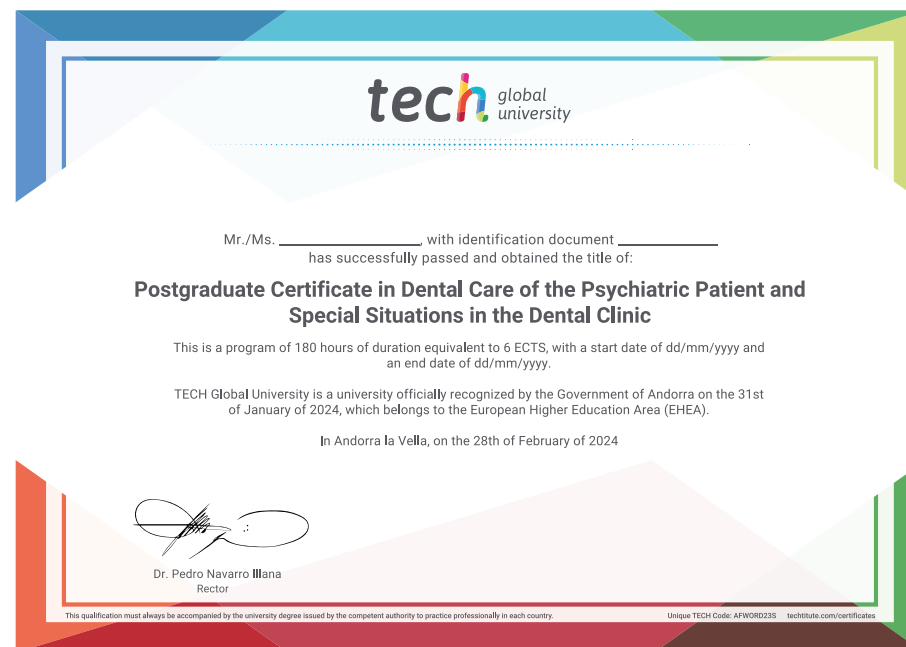 tech global
university
Mr./Ms. ____________, with identification document ____________
has successfully passed and obtained the title of:
Postgraduate Certificate in Dental Care of the Psychiatric Patient and
Special Situations in the Dental Clinic
This is a program of 180 hours of duration equivalent to 6 ECTS, with a start date of dd/mm/yyyy and
an end date of dd/mm/yyyy.
TECH Global University is a university officially recognized by the Government of Andorra on the 31st
of January of 2024, which belongs to the European Higher Education Area (EHEA).
In Andorra la Vella, on the 28th of February of 2024
Dr. Pedro Navarro Illana
Rector
This qualification must always be accompanied by the university degree issued by the competent authority to practice professionally in each country. Unique TECH Code: AFWORD23S techtitute.com/certificates